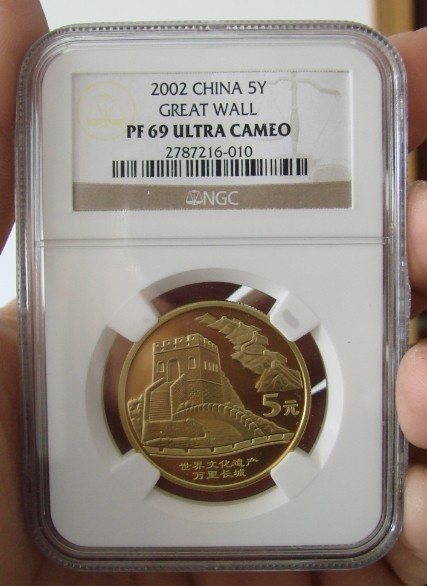 2002 CHINA 5Y
GREAT WALL
PF 69 ULTRA CAMEO
2787216-010
NGC
5元
世界文化遗产
万里长城